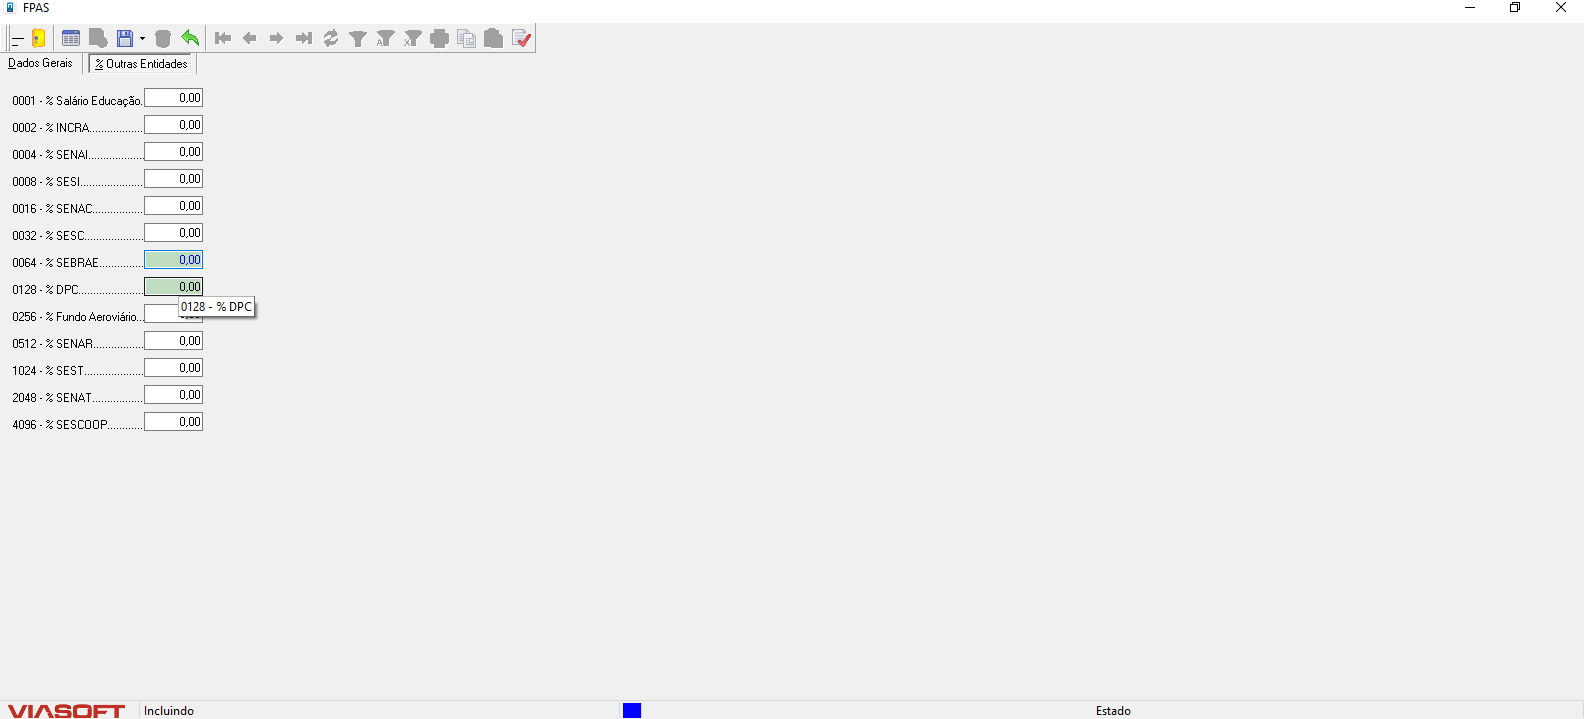 FPAS
Dados Gerais
% Outras Entidades
0001 - % Salário Educação. 0,00
0002 - % INCRA.................. 0,00
0004 - % SENAI................... 0,00
0008 - % SESI..................... 0,00
0016 - % SENAC................. 0,00
0032 - % SESC.................... 0,00
0064 - % SEBRAE............... 0,00
0128 - % DPC...................... 0,00
0128 - % DPC
0256 - % Fundo Aeroviário...
0512 - % SENAR................. 0,00
1024 - % SEST.................... 0,00
2048 - % SENAT................. 0,00
4096 - % SESCOOP............ 0,00
VIASOFT Incluindo Estado